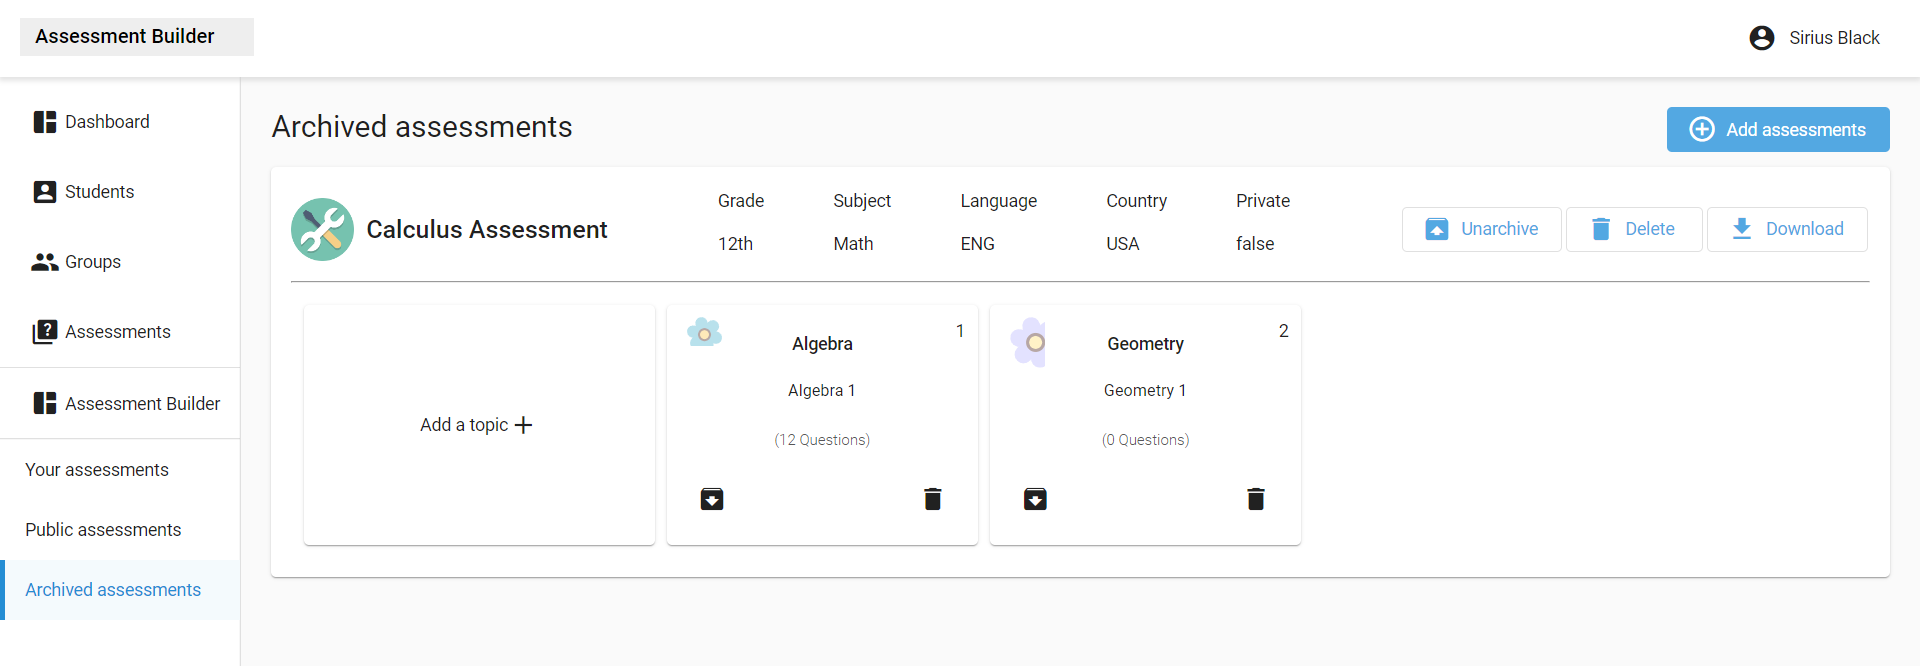 Assessment Builder
Sirius Black
Dashboard
Students
Groups
Assessments
Assessment Builder
Your assessments
Public assessments
Archived assessments
Archived assessments
Add assessments
Calculus Assessment
Grade Subject Language Country Private
12th Math ENG USA false
Unarchive Delete Download
Add a topic
1
Algebra
Algebra 1
(12 Questions)
2
Geometry
Geometry 1
(0 Questions)